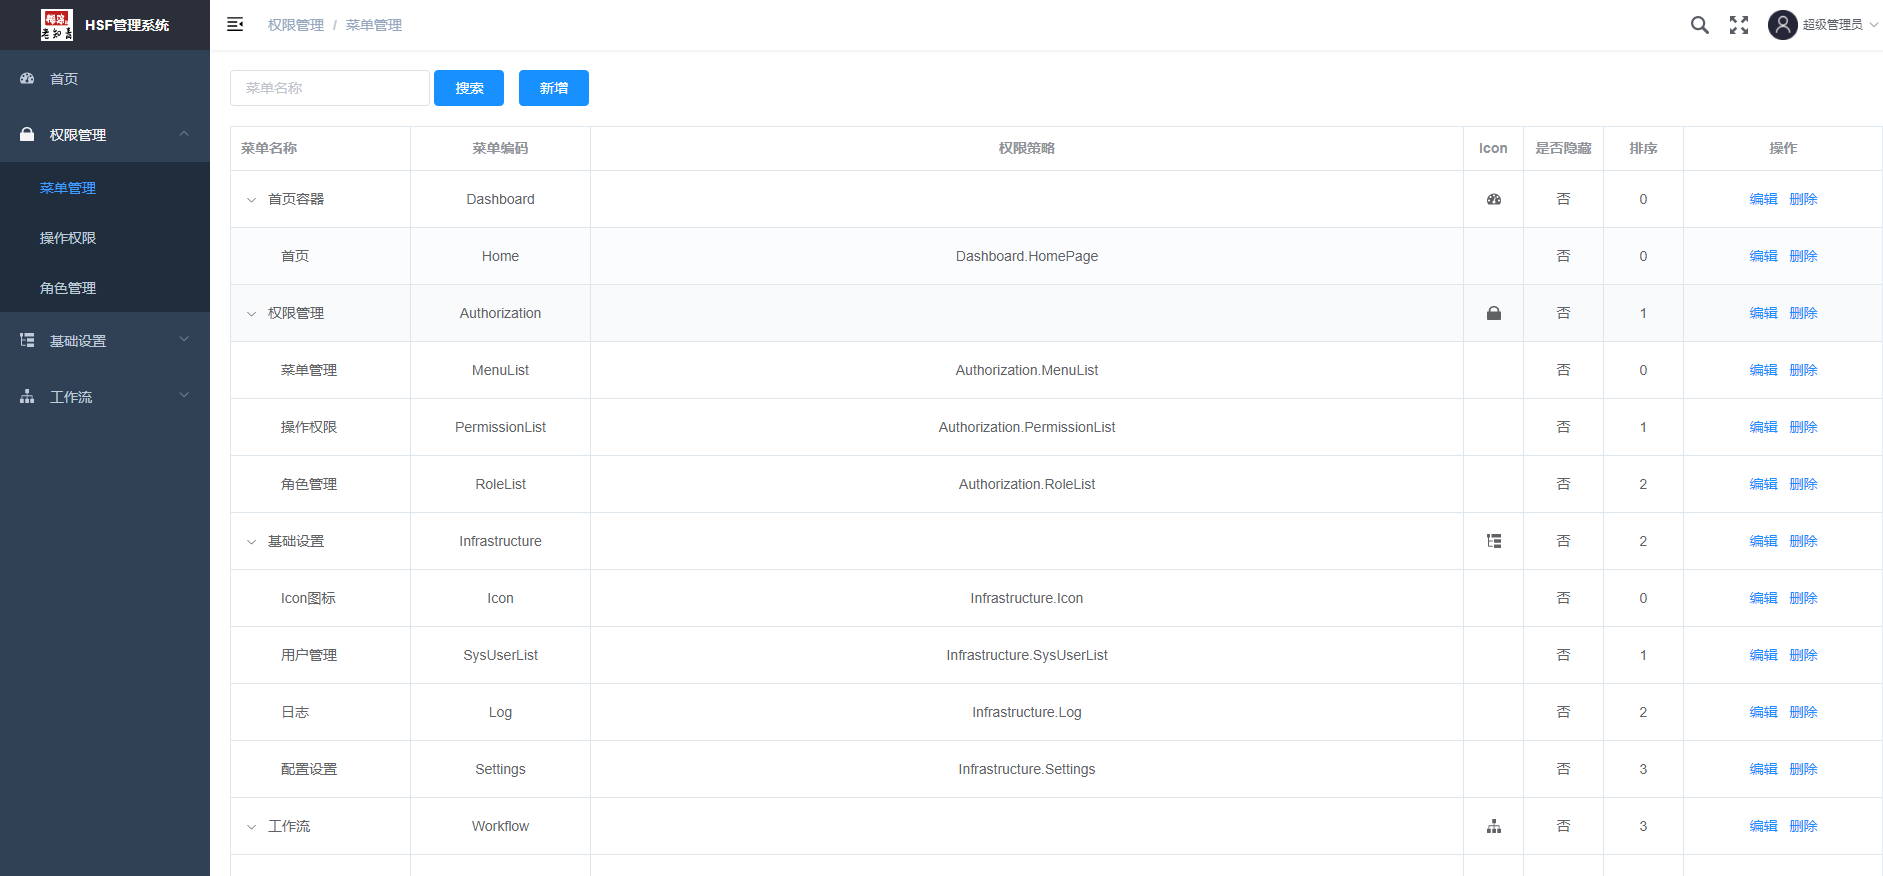 HSF管理系统
权限管理 / 菜单管理
超级管理员
首页
权限管理
菜单管理
操作权限
角色管理
基础设置
工作流
菜单名称 搜索 新增
菜单名称 菜单编码 权限策略 Icon 是否隐藏 排序 操作
首页容器 Dashboard 否 0 编辑 删除
首页 Home Dashboard.HomePage 否 0 编辑 删除
权限管理 Authorization 否 1 编辑 删除
菜单管理 MenuList Authorization.MenuList 否 0 编辑 删除
操作权限 PermissionList Authorization.PermissionList 否 1 编辑 删除
角色管理 RoleList Authorization.RoleList 否 2 编辑 删除
基础设置 Infrastructure 否 2 编辑 删除
Icon图标 Icon Infrastructure.Icon 否 0 编辑 删除
用户管理 SysUserList Infrastructure.SysUserList 否 1 编辑 删除
日志 Log Infrastructure.Log 否 2 编辑 删除
配置设置 Settings Infrastructure.Settings 否 3 编辑 删除
工作流 Workflow 否 3 编辑 删除